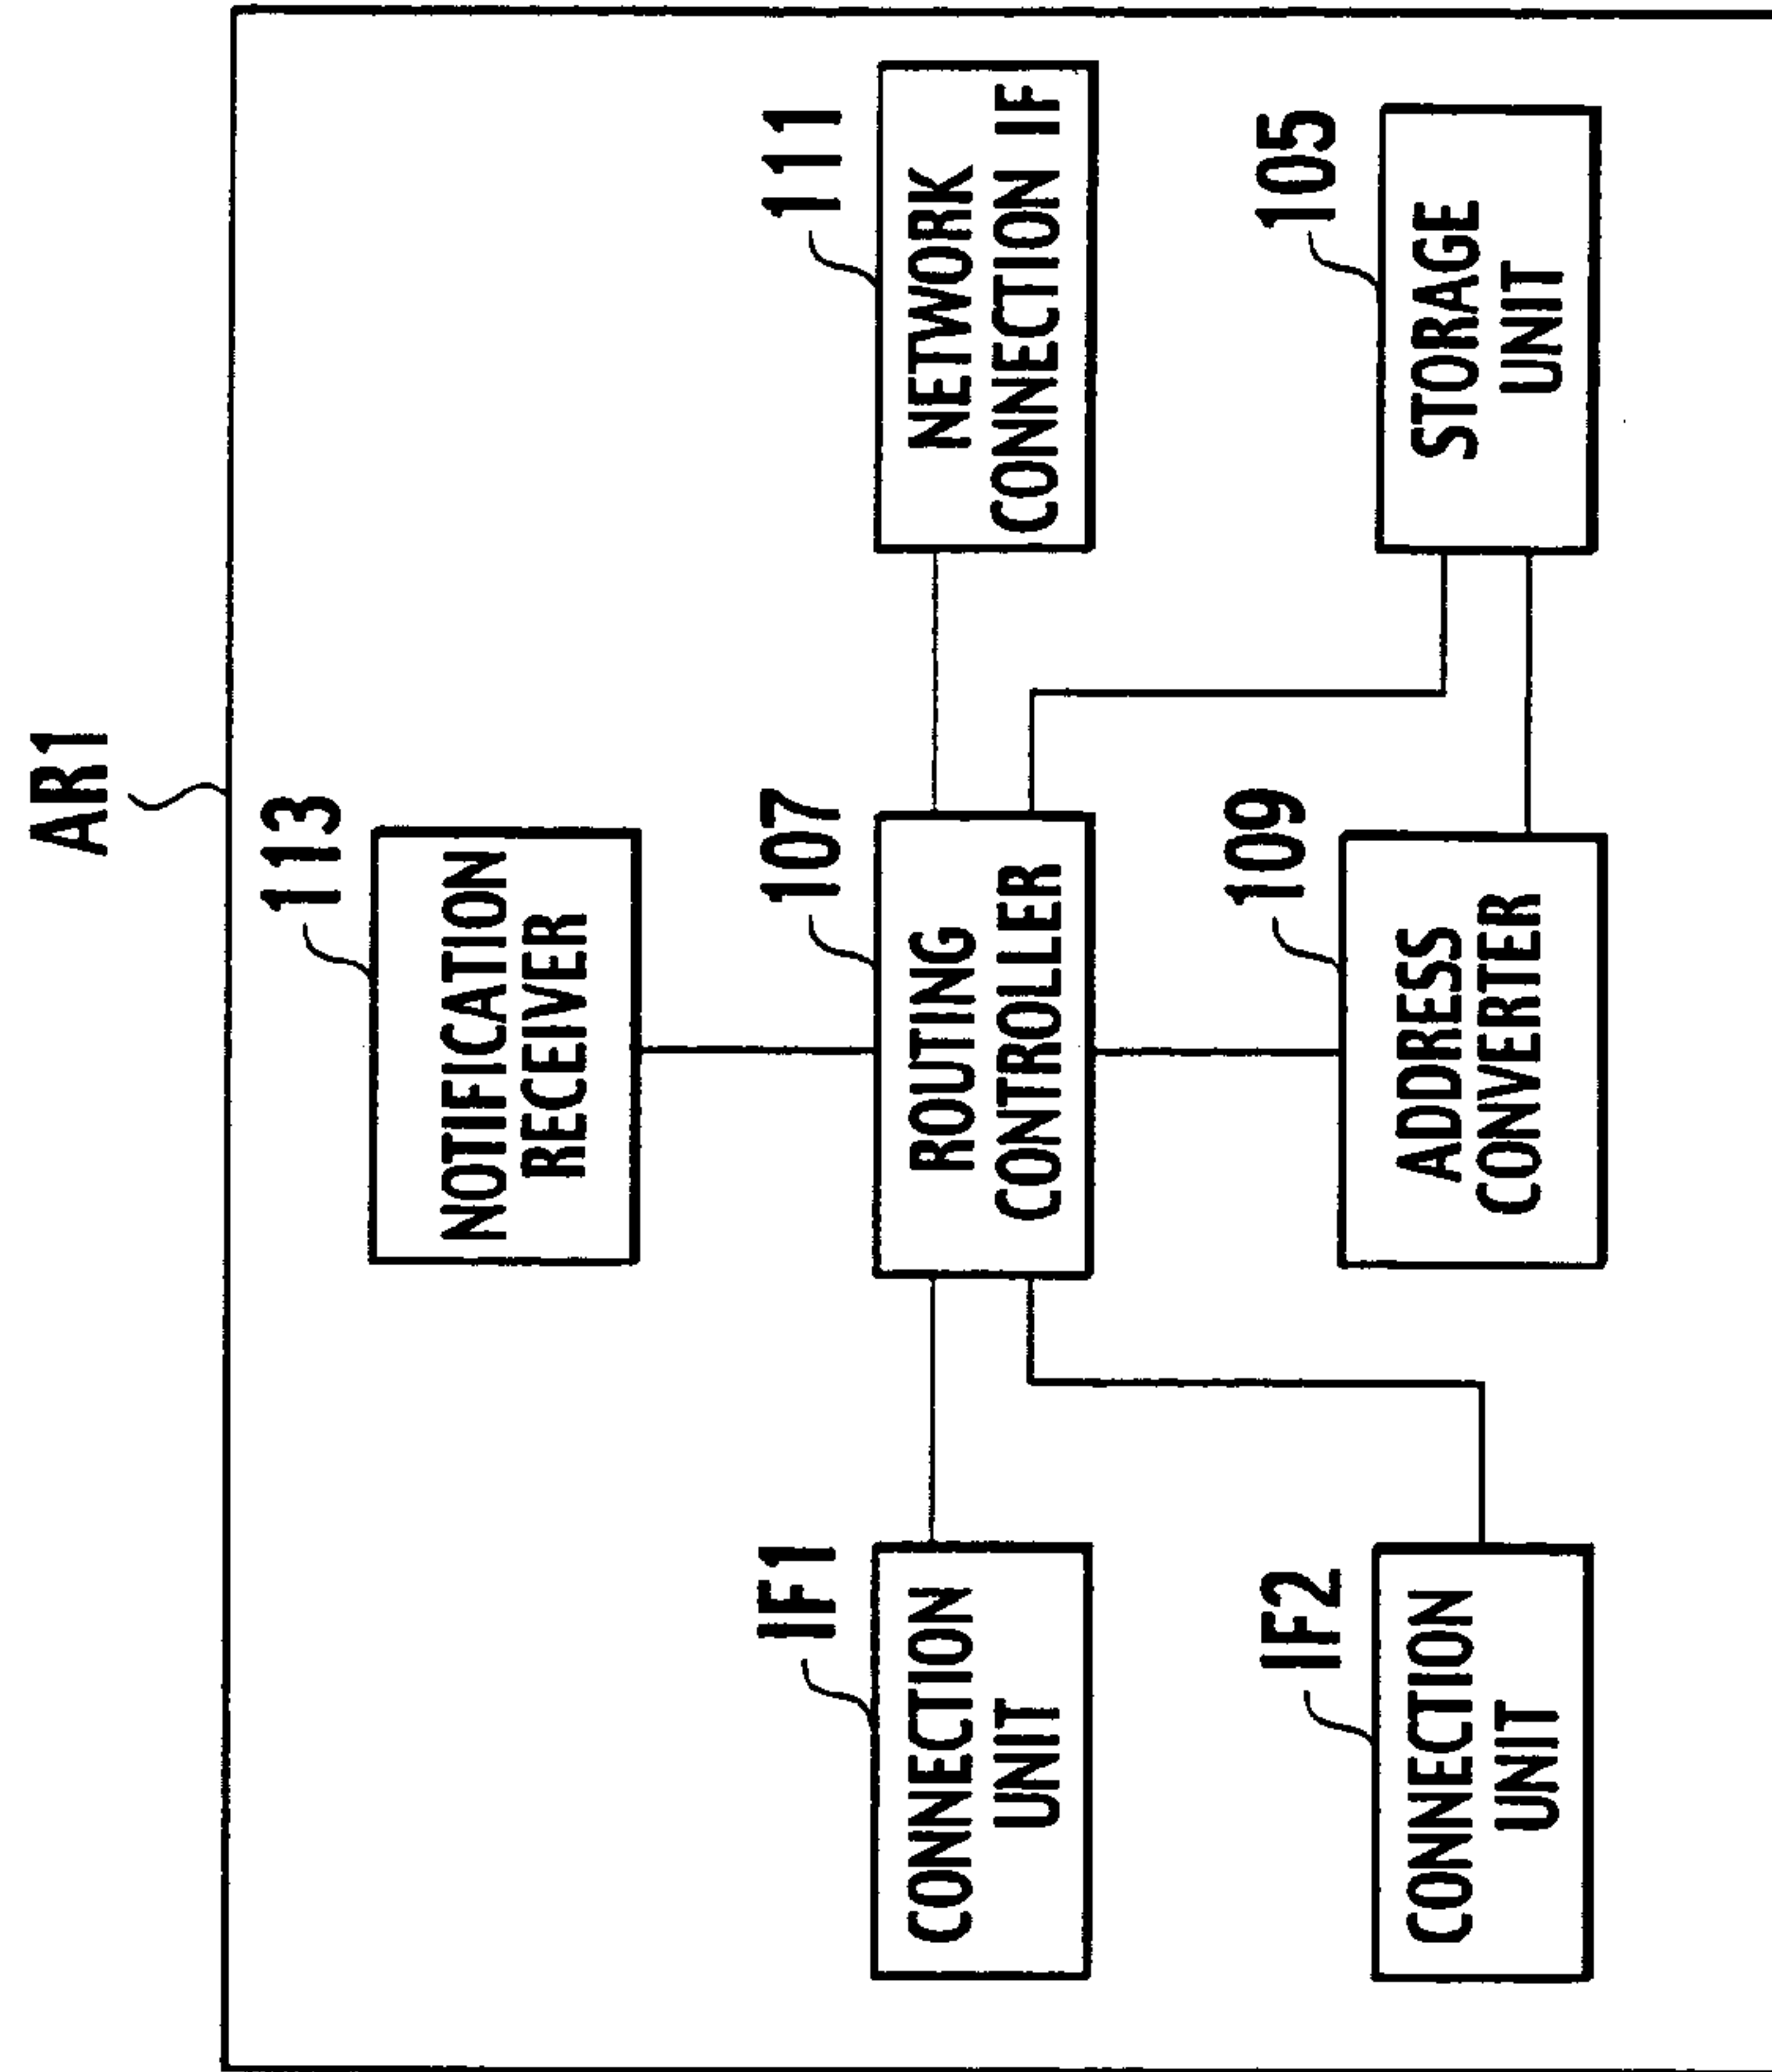 AR1
113
NOTIFICATION
RECEIVER
IF1
CONNECTION
UNIT
107
ROUTING
CONTROLLER
111
NETWORK
CONNECTION IF
IF2
CONNECTION
UNIT
109
ADDRESS
CONVERTER
105
STORAGE
UNIT